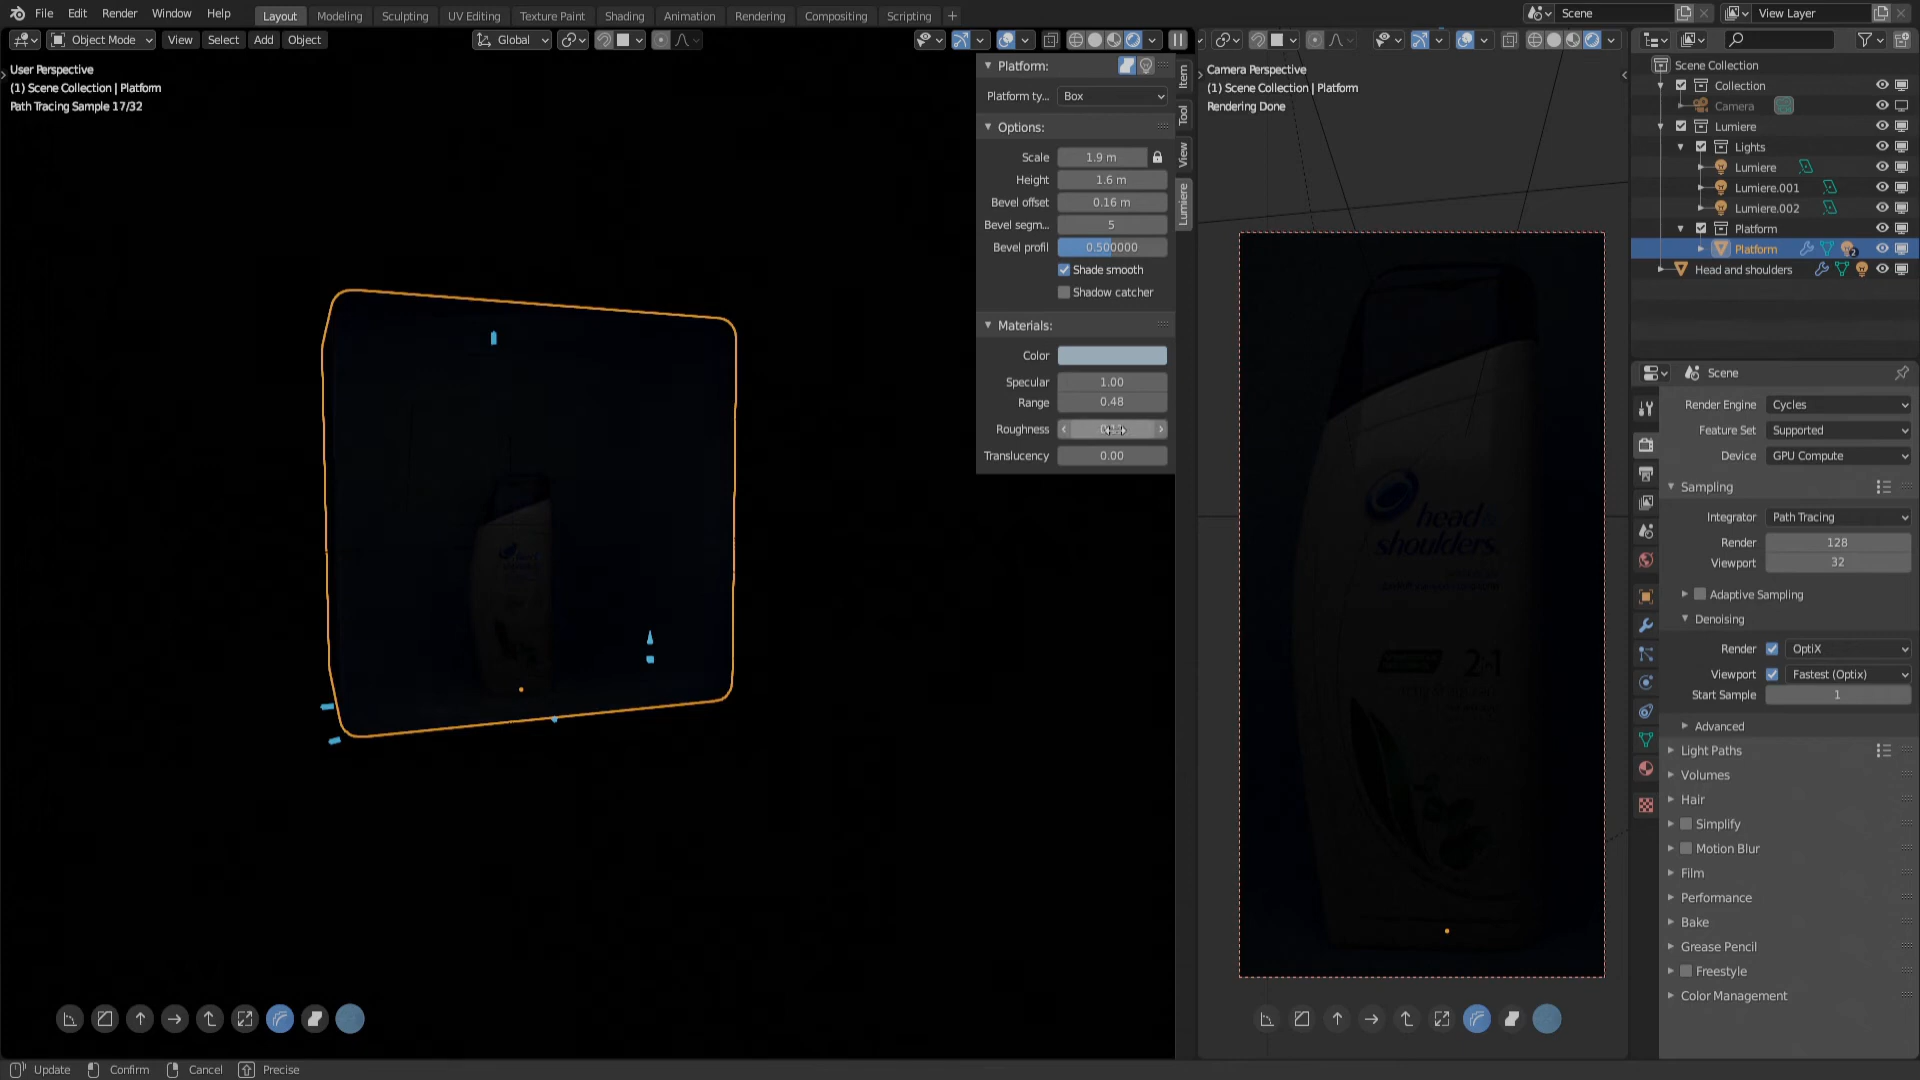 File Edit Render Window Help
Layout Modeling Sculpting UV Editing Texture Paint Shading Animation Rendering Compositing Scripting +
Scene
View Layer
Object Mode View Select Add Object
Global
User Perspective
(1) Scene Collection | Platform
Path Tracing Sample 17/32
Platform:
Platform ty... Box
Options:
Scale 1.9 m
Height 1.6 m
Bevel offset 0.16 m
Bevel segm... 5
Bevel profil 0.500000
Shade smooth
Shadow catcher
Materials:
Color
Specular 1.00
Range 0.48
Roughness
Translucency 0.00
Item
Tool
View
Lumiere
Camera Perspective
(1) Scene Collection | Platform
Rendering Done
head &
shoulders
2in1
head &
shoulders
Scene Collection
Collection
Camera
Lumiere
Lights
Lumiere
Lumiere.001
Lumiere.002
Platform
Platform 2
Head and shoulders
Scene
Render Engine Cycles
Feature Set Supported
Device GPU Compute
Sampling
Integrator Path Tracing
Render 128
Viewport 32
Adaptive Sampling
Denoising
Render OptiX
Viewport Fastest (Optix)
Start Sample 1
Advanced
Light Paths
Volumes
Hair
Simplify
Motion Blur
Film
Performance
Bake
Grease Pencil
Freestyle
Color Management
Update Confirm Cancel Precise